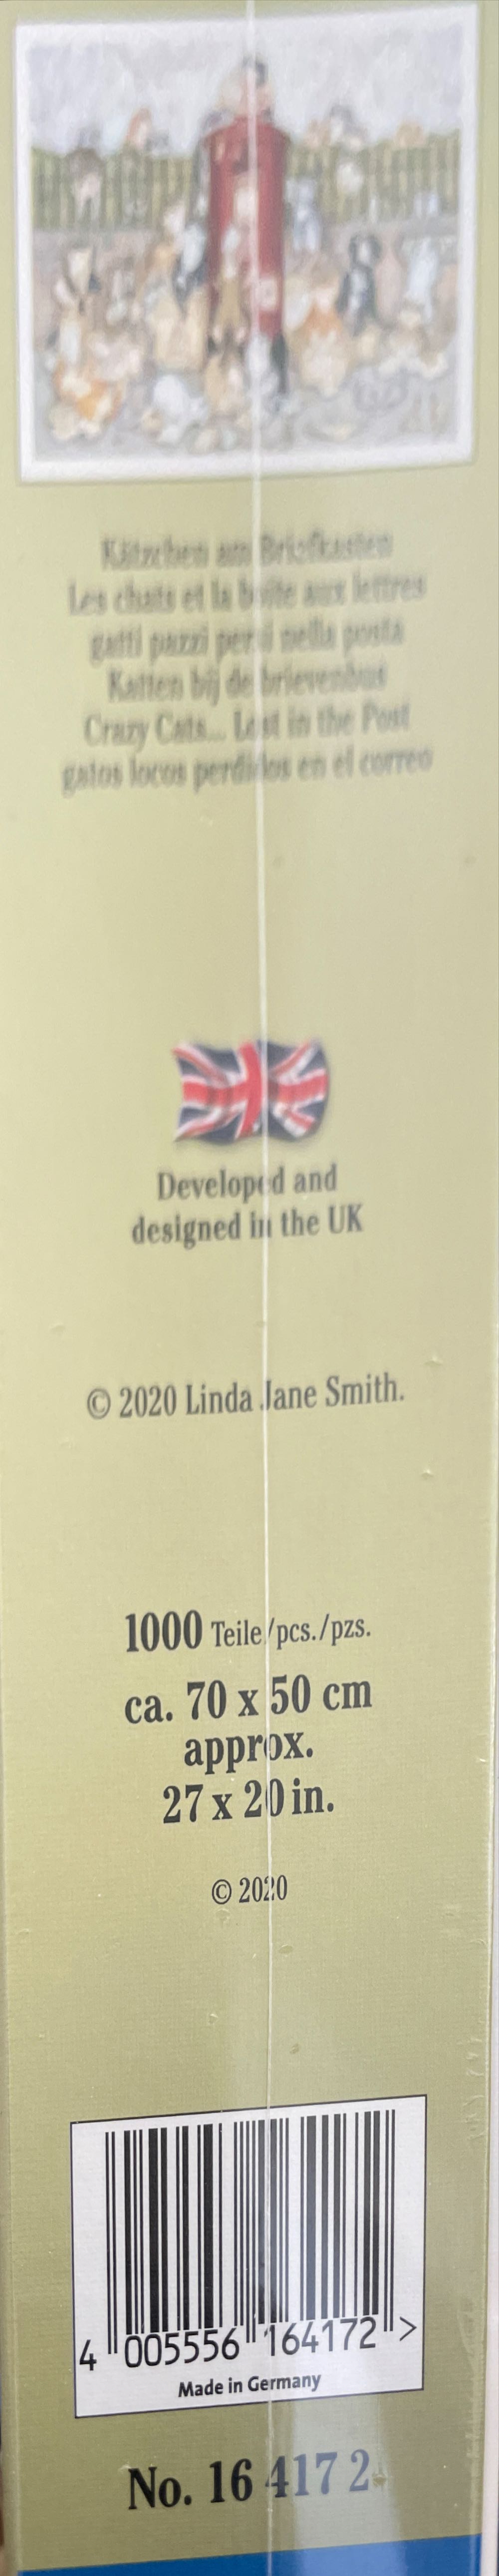 Kätzchen am Briefkasten
Les chats et la boîte aux lettres
gatti pazzi persi nella posta
Katten bij de brievenbus
Crazy Cats... Lost in the Post
gatos locos perdidos en el correo
Developed and
designed in the UK
© 2020 Linda Jane Smith.
1000 Teile/pcs./pzs.
ca. 70 x 50 cm
approx.
27 x 20 in.
© 2020
4 005556 164172 >
Made in Germany
No. 16 417 2